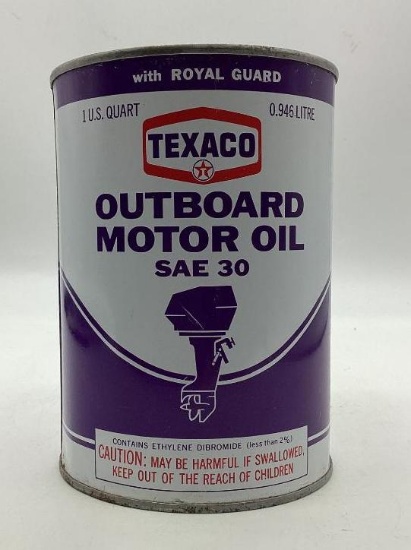 with ROYAL GUARD
1 U.S. QUART 0.946 LITRE
TEXACO
T
OUTBOARD
MOTOR OIL
SAE 30
CONTAINS ETHYLENE DIBROMIDE (less than 2%)
CAUTION: MAY BE HARMFUL IF SWALLOWED,
KEEP OUT OF THE REACH OF CHILDREN